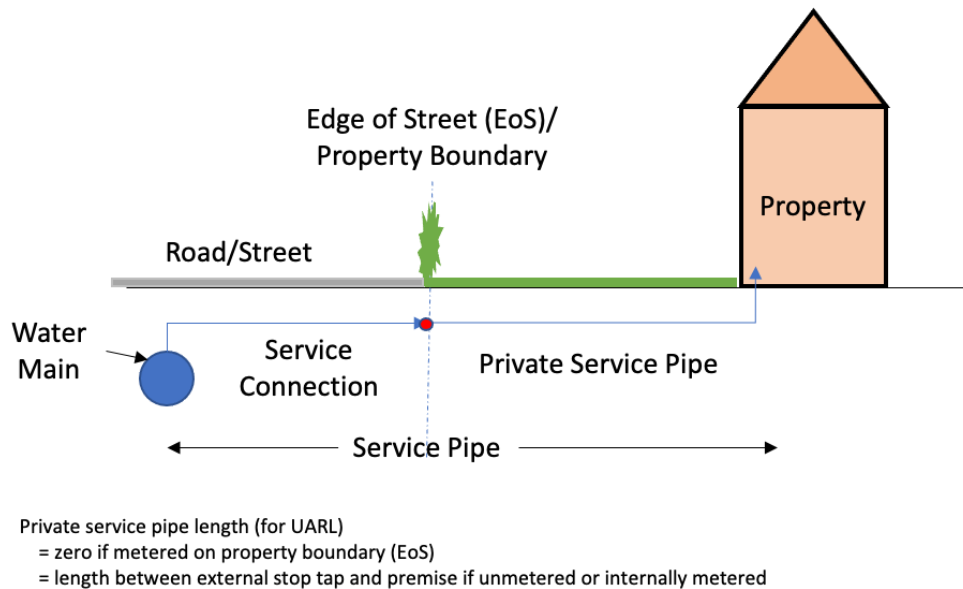 Edge of Street (EoS)/
Property Boundary
Property
Road/Street
Water
Main
Service
Connection
Private Service Pipe
Service Pipe
Private service pipe length (for UARL)
= zero if metered on property boundary (EoS)
= length between external stop tap and premise if unmetered or internally metered